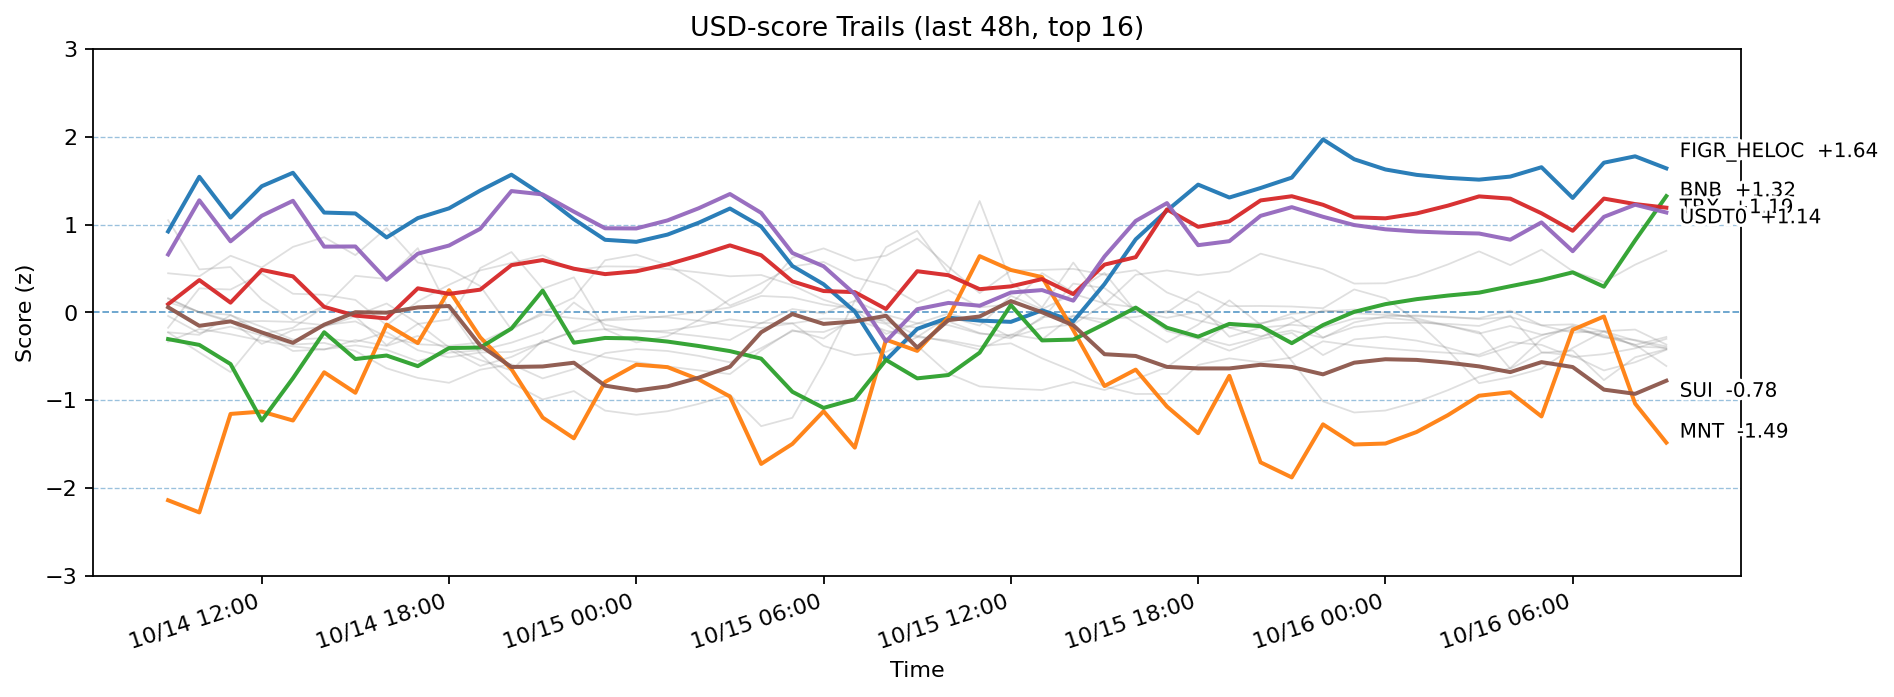 USD-score Trails (last 48h, top 16)
3
2
1
0
−1
−2
−3
Score (z)
FIGR_HELOC +1.64
BNB +1.32
TRX +1.19
USDT0 +1.14
SUI -0.78
MNT -1.49
10/14 12:00
10/14 18:00
10/15 00:00
10/15 06:00
10/15 12:00
10/15 18:00
10/16 00:00
10/16 06:00
Time